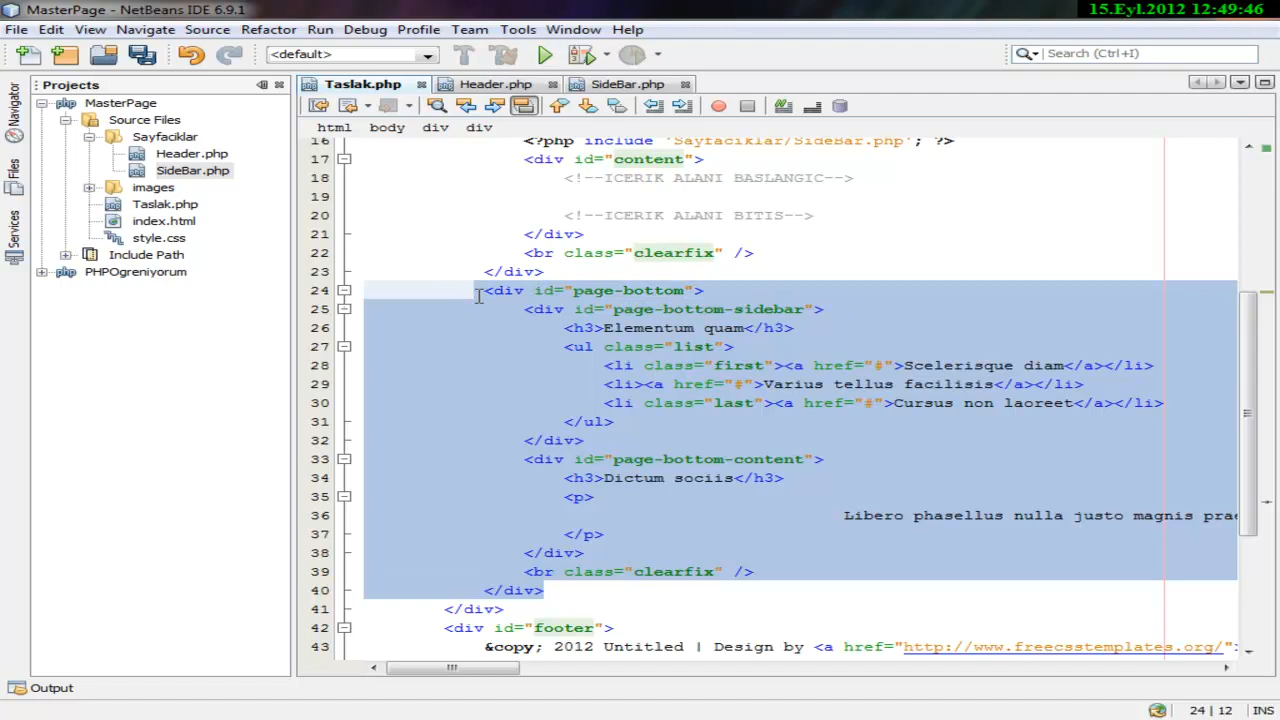 MasterPage - NetBeans IDE 6.9.1
15.Eyl.2012 12:49:46
File Edit View Navigate Source Refactor Run Debug Profile Team Tools Window Help
<default>
Search (Ctrl+I)
Projects
Taslak.php Header.php SideBar.php
Navigator
Files
Services
MasterPage
Source Files
Sayfaciklar
Header.php
SideBar.php
images
Taslak.php
index.html
style.css
Include Path
PHPOgreniyorum
html body div div
16 <?php include 'Sayfaciklar/SideBar.php'; ?>
17 <div id="content">
18 <!--ICERIK ALANI BASLANGIC-->
19
20 <!--ICERIK ALANI BITIS-->
21 </div>
22 <br class="clearfix" />
23 </div>
24 <div id="page-bottom">
25 <div id="page-bottom-sidebar">
26 <h3>Elementum quam</h3>
27 <ul class="list">
28 <li class="first"><a href="#">Scelerisque diam</a></li>
29 <li><a href="#">Varius tellus facilisis</a></li>
30 <li class="last"><a href="#">Cursus non laoreet</a></li>
31 </ul>
32 </div>
33 <div id="page-bottom-content">
34 <h3>Dictum sociis</h3>
35 <p>
36 Libero phasellus nulla justo magnis prae
37 </p>
38 </div>
39 <br class="clearfix" />
40 </div>
41 </div>
42 <div id="footer">
43 &copy; 2012 Untitled | Design by <a href="http://www.freecsstemplates.org/"
Output
24 | 12 INS